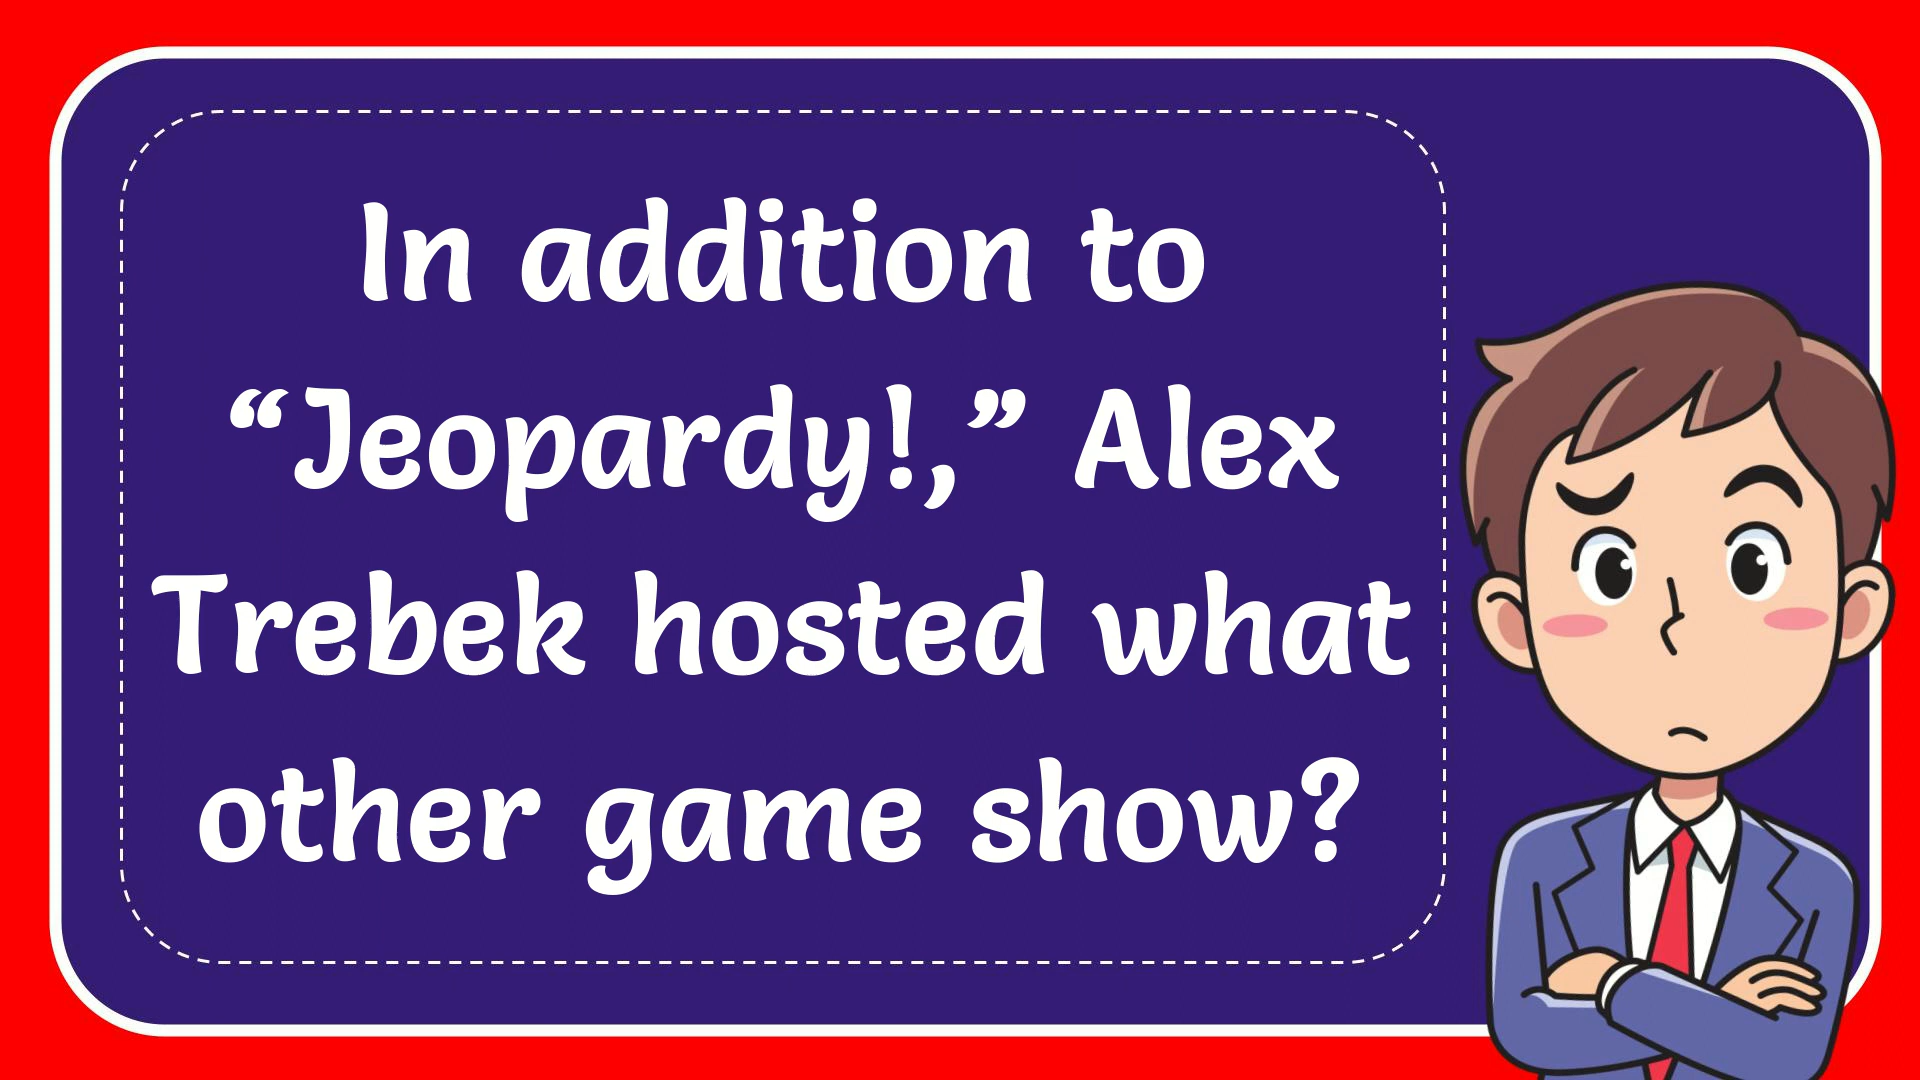 In addition to
“Jeopardy!,” Alex
Trebek hosted what
other game show?